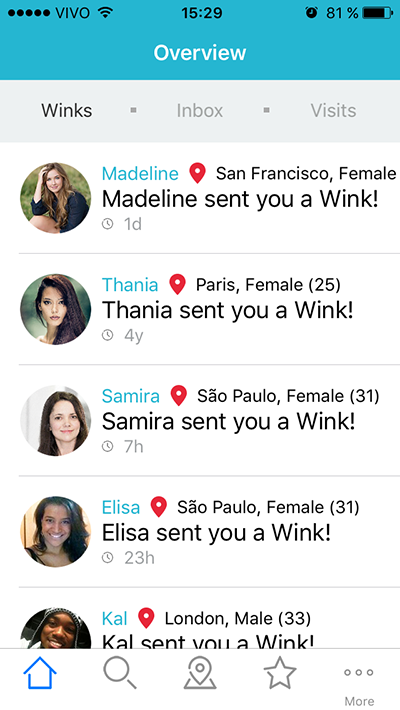 VIVO 15:29 81 %
Overview
Winks Inbox Visits
Madeline San Francisco, Female
Madeline sent you a Wink!
1d
Thania Paris, Female (25)
Thania sent you a Wink!
4y
Samira São Paulo, Female (31)
Samira sent you a Wink!
7h
Elisa São Paulo, Female (31)
Elisa sent you a Wink!
23h
Kal London, Male (33)
Kal sent you a Wink!
More